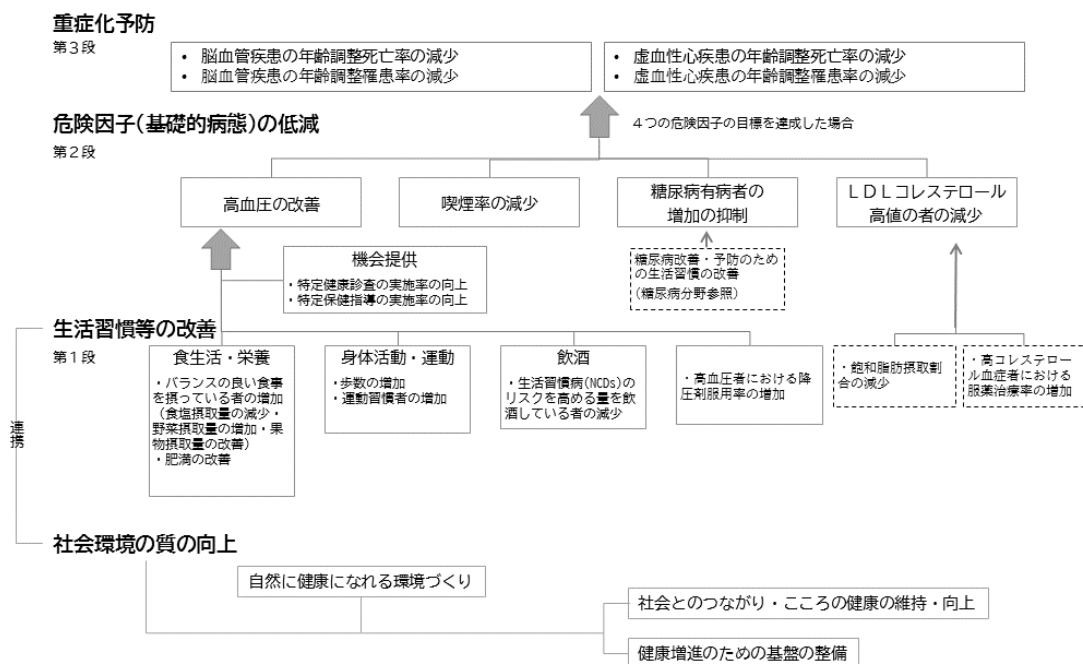 重症化予防
第３段
• 脳血管疾患の年齢調整死亡率の減少
• 脳血管疾患の年齢調整罹患率の減少
• 虚血性心疾患の年齢調整死亡率の減少
• 虚血性心疾患の年齢調整罹患率の減少
危険因子(基礎的病態)の低減
４つの危険因子の目標を達成した場合
第２段
高血圧の改善
喫煙率の減少
糖尿病有病者の
増加の抑制
ＬＤＬコレステロール
高値の者の減少
機会提供
・特定健康診査の実施率の向上
・特定保健指導の実施率の向上
糖尿病改善・予防のため
の生活習慣の改善
(糖尿病分野参照)
生活習慣等の改善
第１段
食生活・栄養
・バランスの良い食事
を摂っている者の増加
(食塩摂取量の減少・
野菜摂取量の増加・果
物摂取量の改善)
・肥満の改善
身体活動・運動
・歩数の増加
・運動習慣者の増加
飲酒
・生活習慣病(NCDs)の
リスクを高める量を飲
酒している者の減少
・高血圧者における降
圧剤服用率の増加
・飽和脂肪摂取割
合の減少
・高コレステロー
ル血症者における
服薬治療率の増加
連携
社会環境の質の向上
自然に健康になれる環境づくり
社会とのつながり・こころの健康の維持・向上
健康増進のための基盤の整備